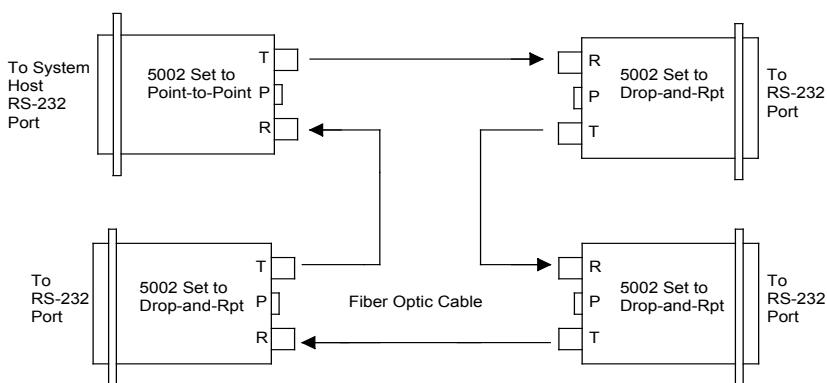 To System
Host
RS-232
Port
5002 Set to
Point-to-Point
T
P
R
R
P
T
5002 Set to
Drop-and-Rpt
To
RS-232
Port
To
RS-232
Port
5002 Set to
Drop-and-Rpt
T
P
R
Fiber Optic Cable
R
P
T
5002 Set to
Drop-and-Rpt
To
RS-232
Port